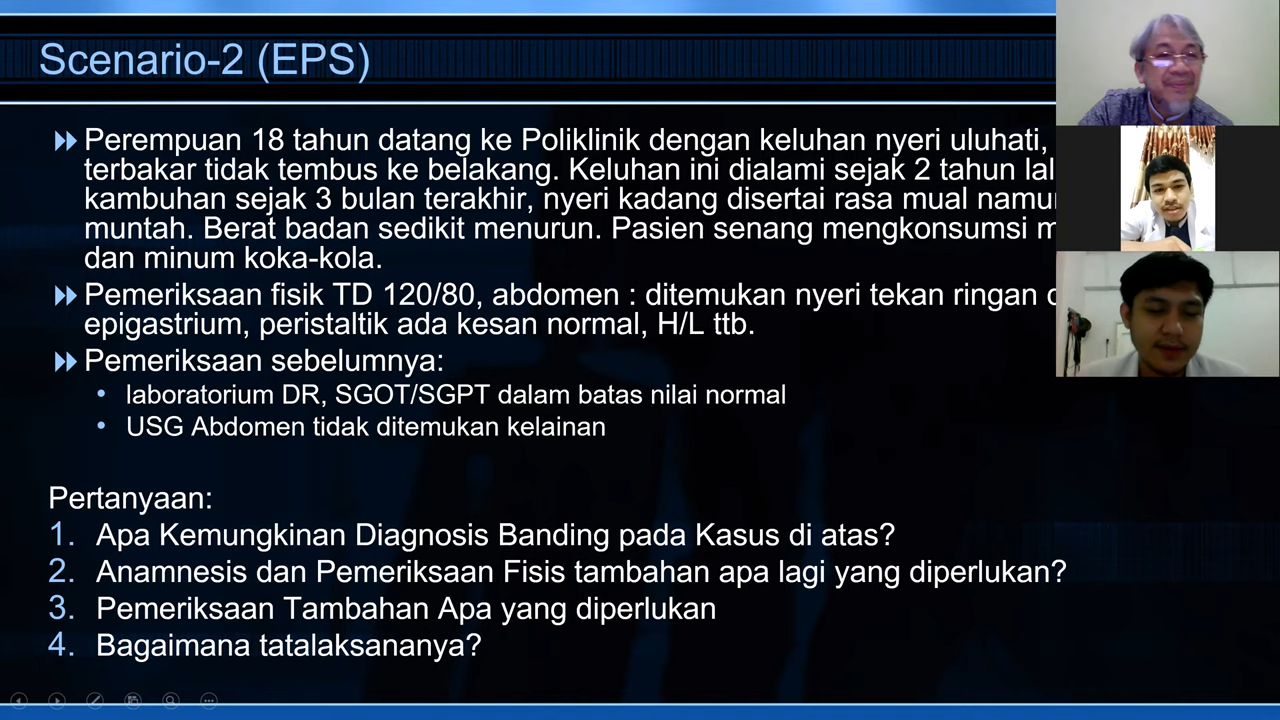 Scenario-2 (EPS)
Perempuan 18 tahun datang ke Poliklinik dengan keluhan nyeri uluhati,
terbakar tidak tembus ke belakang. Keluhan ini dialami sejak 2 tahun
kambuhan sejak 3 bulan terakhir, nyeri kadang disertai rasa mual
muntah. Berat badan sedikit menurun. Pasien senang mengkonsumsi
dan minum koka-kola.
Pemeriksaan fisik TD 120/80, abdomen : ditemukan nyeri tekan ringan
epigastrium, peristaltik ada kesan normal, H/L ttb.
Pemeriksaan sebelumnya:
• laboratorium DR, SGOT/SGPT dalam batas nilai normal
• USG Abdomen tidak ditemukan kelainan
Pertanyaan:
1. Apa Kemungkinan Diagnosis Banding pada Kasus di atas?
2. Anamnesis dan Pemeriksaan Fisis tambahan apa lagi yang diperlukan?
3. Pemeriksaan Tambahan Apa yang diperlukan
4. Bagaimana tatalaksananya?